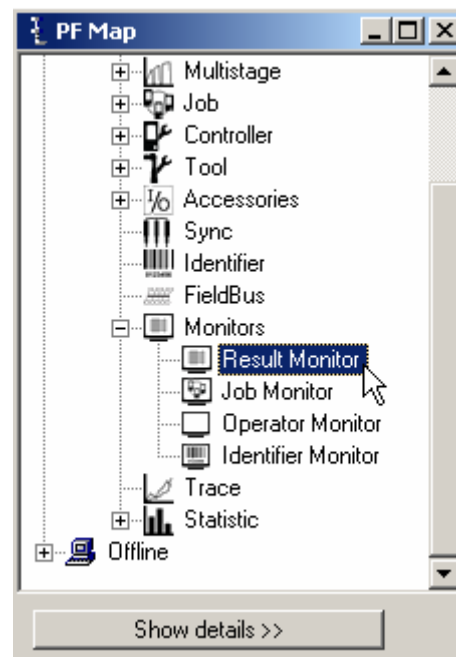 PF Map
Multistage
Job
Controller
Tool
I/o Accessories
Sync
Identifier
FieldBus
Monitors
Result Monitor
Job Monitor
Operator Monitor
Identifier Monitor
Trace
Statistic
Offline
Show details >>